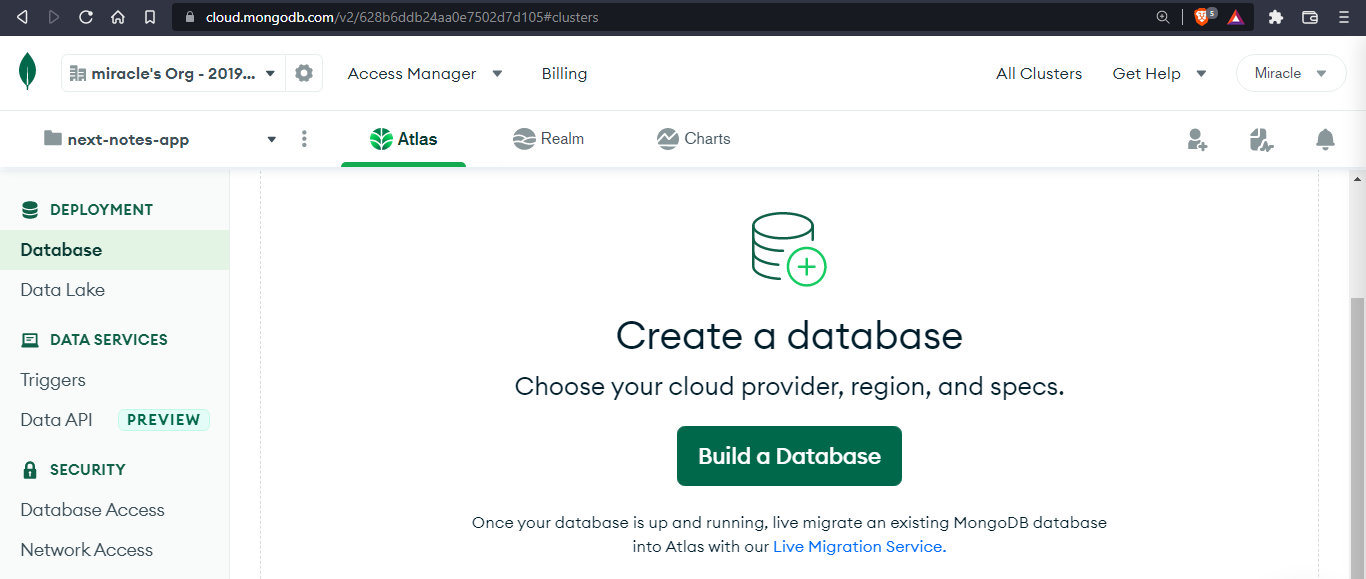 cloud.mongodb.com/v2/628b6ddb24aa0e7502d7d105#clusters
5
miracle's Org - 2019...
Access Manager
Billing
All Clusters
Get Help
Miracle
next-notes-app
Atlas
Realm
Charts
DEPLOYMENT
Database
Data Lake
DATA SERVICES
Triggers
Data API PREVIEW
SECURITY
Database Access
Network Access
Create a database
Choose your cloud provider, region, and specs.
Build a Database
Once your database is up and running, live migrate an existing MongoDB database
into Atlas with our Live Migration Service.